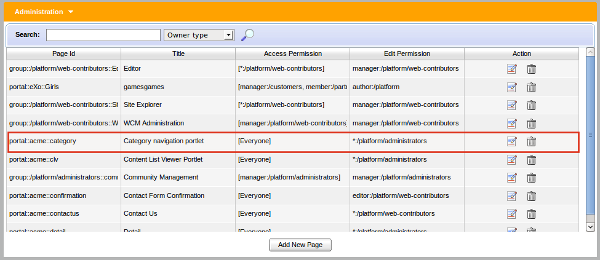 Administration
Search: Owner type
Page Id Title Access Permission Edit Permission Action
group::/platform/web-contributors::Ec Editor [*:/platform/web-contributors] manager:/platform/web-contributors
portal::eXo::Girls gamesgames [manager:/customers, member:/parti author:/platform
group::/platform/web-contributors::SI Site Explorer [*:/platform/web-contributors] manager:/platform/web-contributors
group::/platform/web-contributors::W WCM Administration [manager:/platform/web-contributors] manager:/platform/web-contributors
portal::acme::category Category navigation portlet [Everyone] *:/platform/administrators
portal::acme::clv Content List Viewer Portlet [Everyone] *:/platform/administrators
group::/platform/administrators::com Community Management [manager:/platform/administrators] manager:/platform/administrators
portal::acme::confirmation Contact Form Confirmation [Everyone] editor:/platform/web-contributors
portal::acme::contactus Contact Us [Everyone] *:/platform/web-contributors
portal::acme::detail Detail [Everyone] *:/platform/administrators
Add New Page